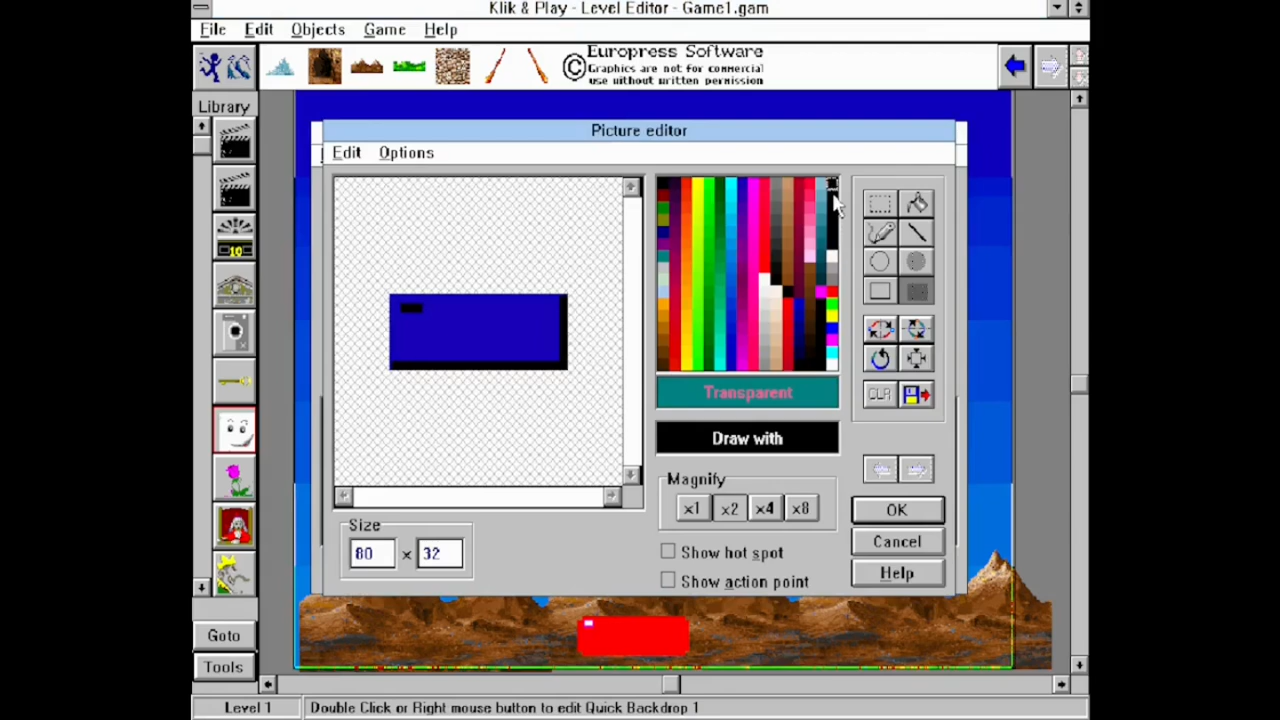 Klik & Play - Level Editor - Game1.gam
File Edit Objects Game Help
Europress Software
© Graphics are not for commercial
use without written permission
Library
Picture editor
Edit Options
10
Transparent
Draw with
CLR
Magnify
x1 x2 x4 x8
OK
Size
80 x 32
Cancel
Show hot spot
Help
Show action point
Goto
Tools
Level 1 Double Click or Right mouse button to edit Quick Backdrop 1